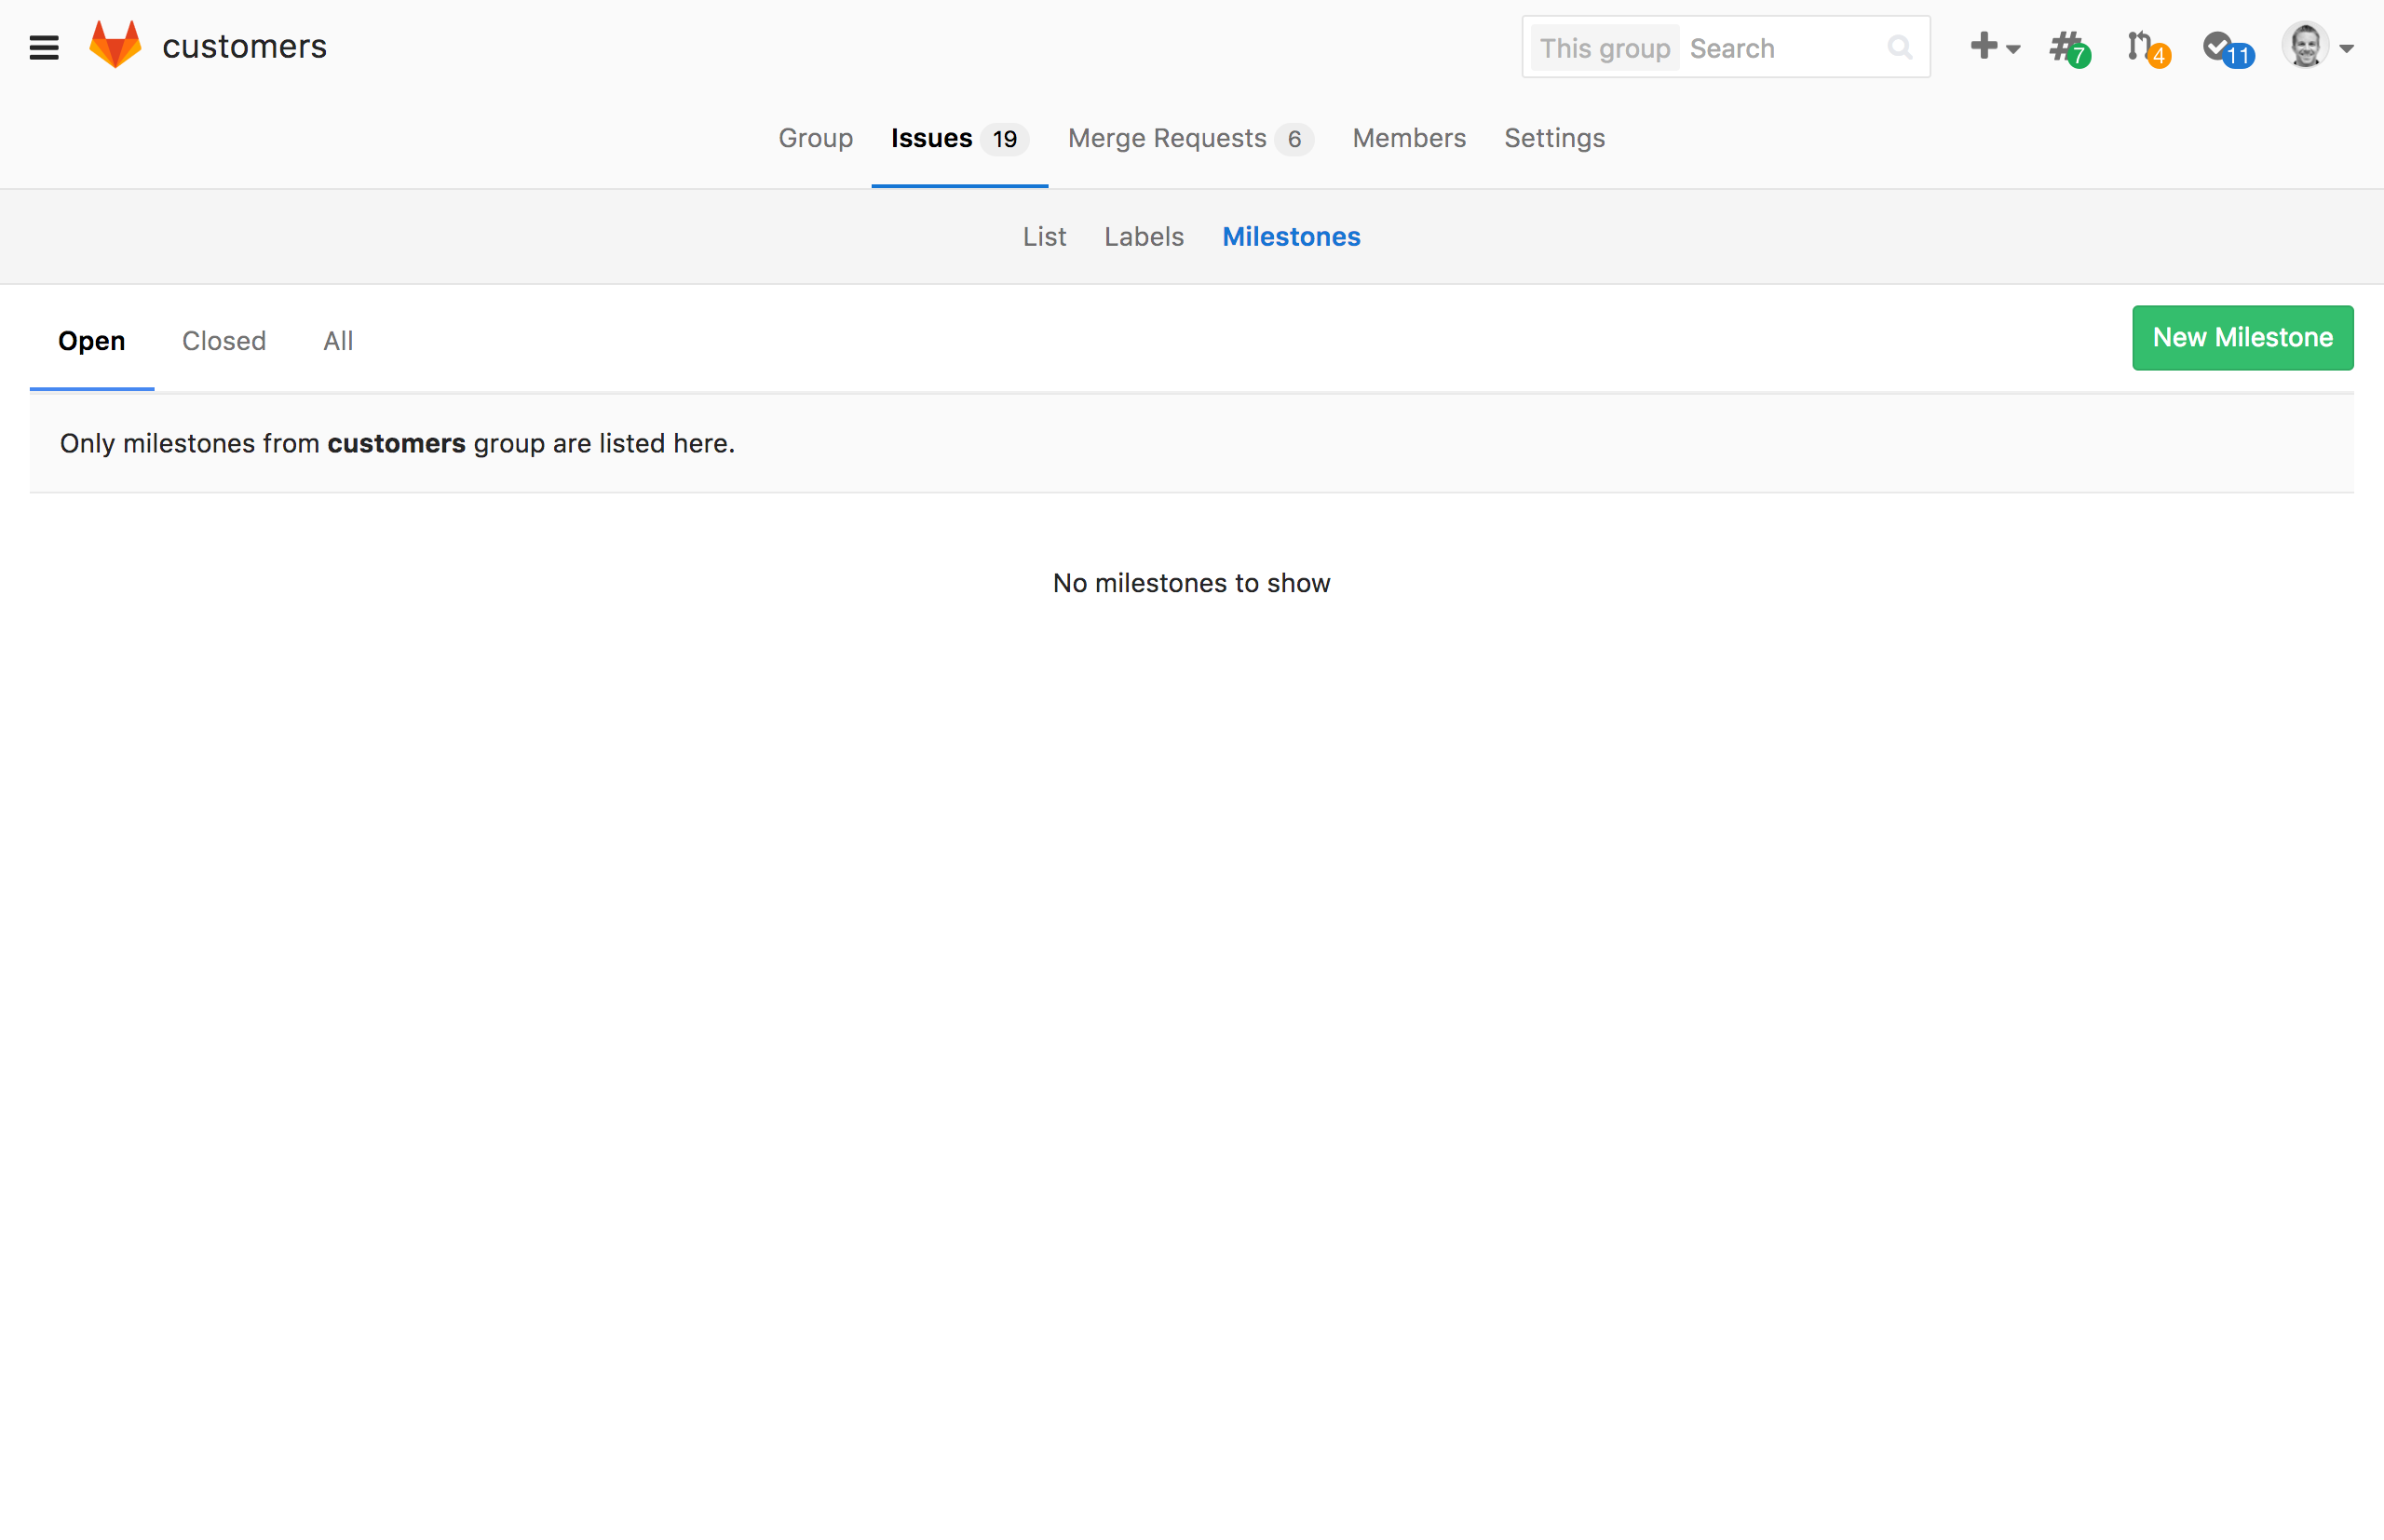 customers
This group Search
7
4
11
Group Issues 19 Merge Requests 6 Members Settings
List Labels Milestones
Open Closed All
New Milestone
Only milestones from customers group are listed here.
No milestones to show